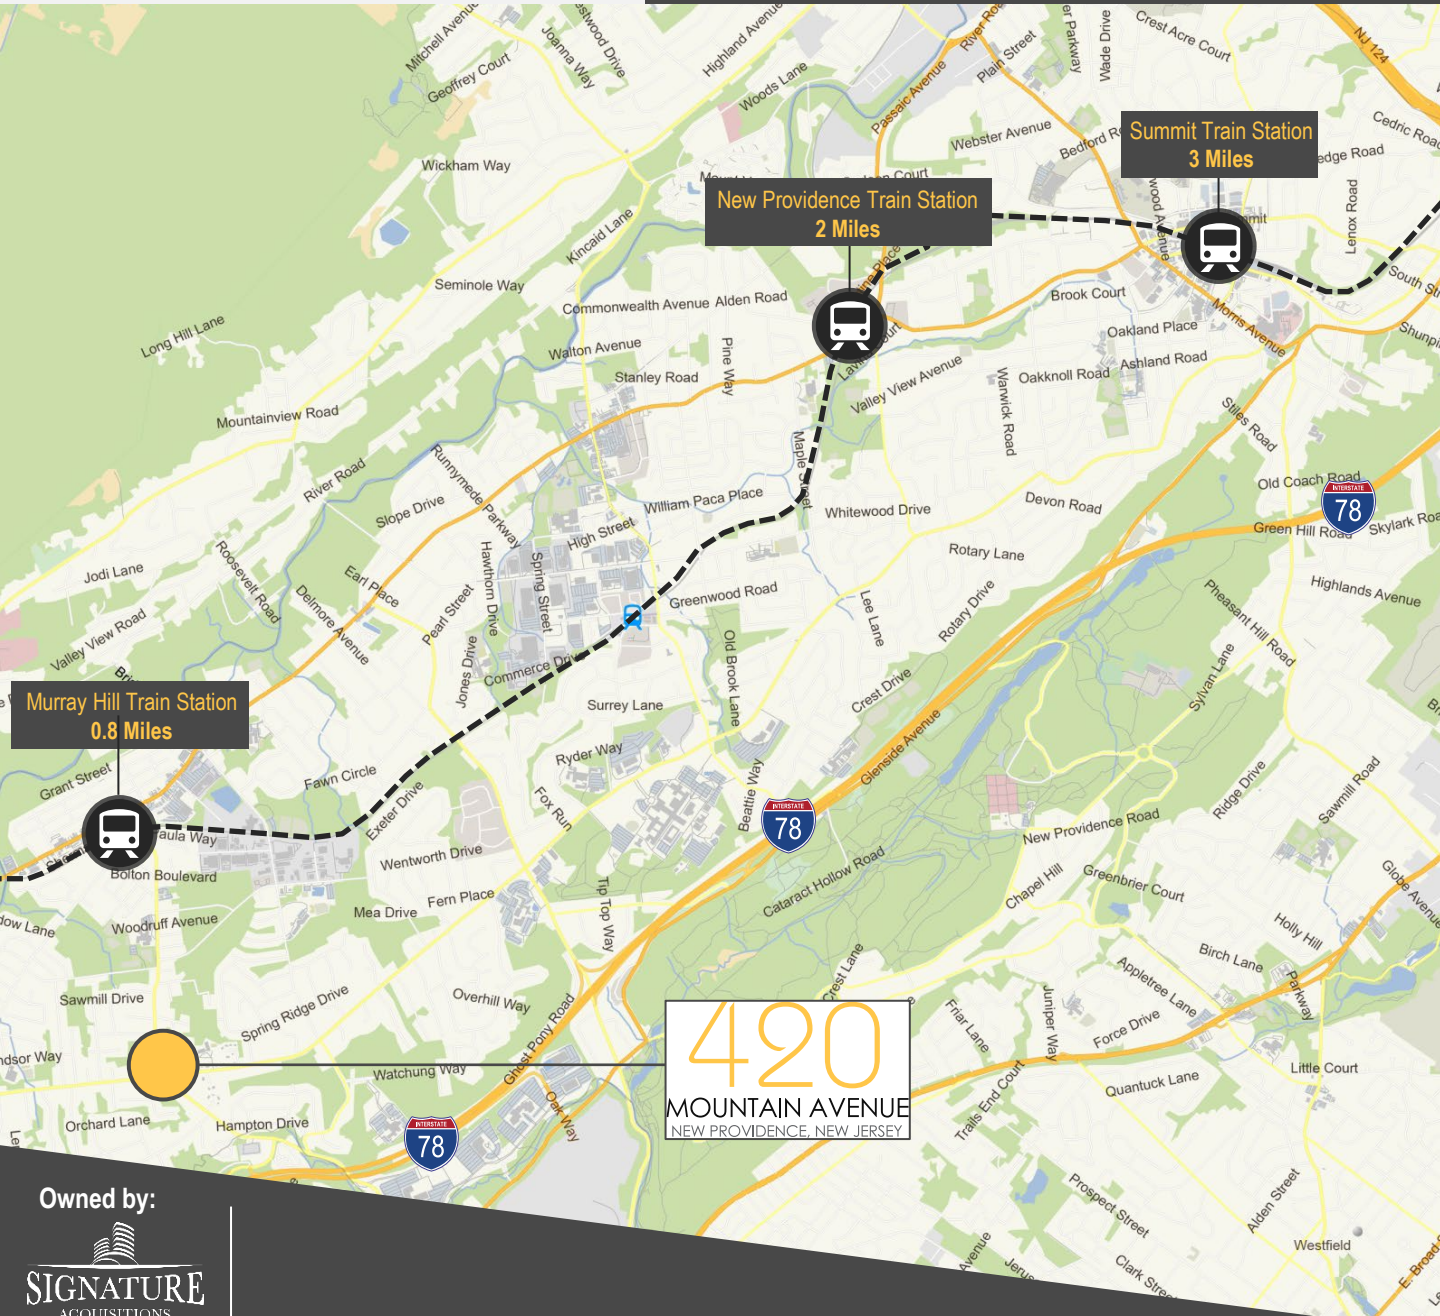 Mitchell Avenue
Geoffrey Court
Joanna Way
Highland Avenue
Woods Lane
Passaic Avenue
Plain Street
Wade Drive
Crest Acre Court
NJ 124
Cedric Road
Webster Avenue
Summit Train Station
3 Miles
Wickham Way
New Providence Train Station
2 Miles
Lenox Road
Kincaid Lane
Seminole Way
Commonwealth Avenue
Alden Road
Brook Court
Morris Avenue
Long Hill Lane
Walton Avenue
Pine Way
Oakland Place
Ashland Road
Stanley Road
Valley View Avenue
Warwick Road
Oakknoll Road
Mountainview Road
Stiles Road
Runnymede Parkway
Maple Street
River Road
Old Coach Road
INTERSTATE
78
Slope Drive
William Paca Place
Whitewood Drive
Devon Road
High Street
Green Hill Road
Rotary Lane
Jodi Lane
Roosevelt Road
Hawthorn Drive
Spring Street
Earl Place
Greenwood Road
Lee Lane
Rotary Drive
Highlands Avenue
Pheasant Hill Road
Delmore Avenue
Pearl Street
Valley View Road
Commerce Drive
Jones Drive
Old Brook Lane
Crest Drive
Sylvan Lane
Murray Hill Train Station
0.8 Miles
Surrey Lane
Glenside Avenue
Ryder Way
Grant Street
Fawn Circle
Exeter Drive
Fox Run
Beattie Way
INTERSTATE
78
Ridge Drive
Sawmill Road
New Providence Road
Wentworth Drive
Bolton Boulevard
Cataract Hollow Road
Chapel Hill
Greenbrier Court
Globe Avenue
Fern Place
Mea Drive
Tip Top Way
Woodruff Avenue
Holly Hill
Birch Lane
Appletree Lane
Parkway
Sawmill Drive
Spring Ridge Drive
Overhill Way
Crest Lane
Friar Lane
Juniper Way
Force Drive
Ghost Pony Road
420
MOUNTAIN AVENUE
NEW PROVIDENCE, NEW JERSEY
Watchung Way
Little Court
Quantuck Lane
Trails End Court
Orchard Lane
Hampton Drive
INTERSTATE
78
Oak Way
Prospect Street
Alden Street
Westfield
Owned by:
SIGNATURE
ACQUISITIONS